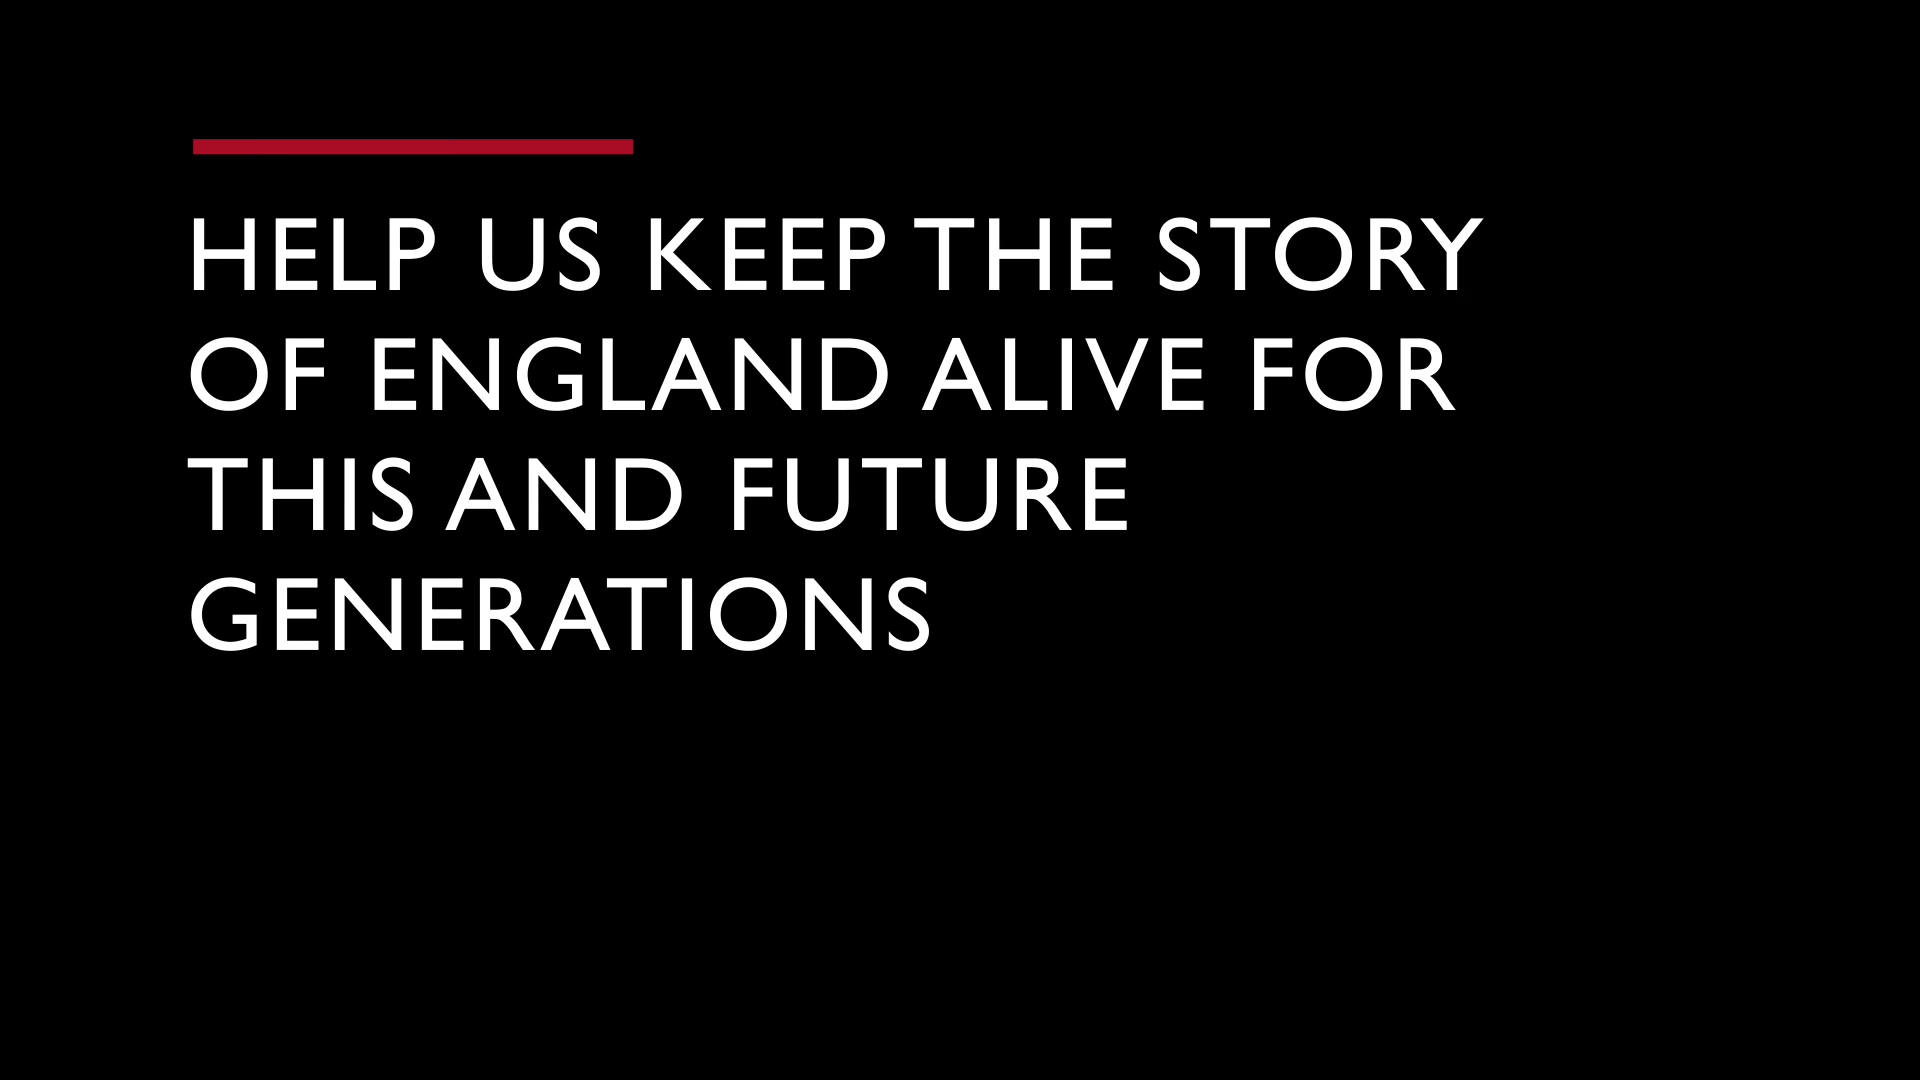 HELP US KEEP THE STORY
OF ENGLAND ALIVE FOR
THIS AND FUTURE
GENERATIONS